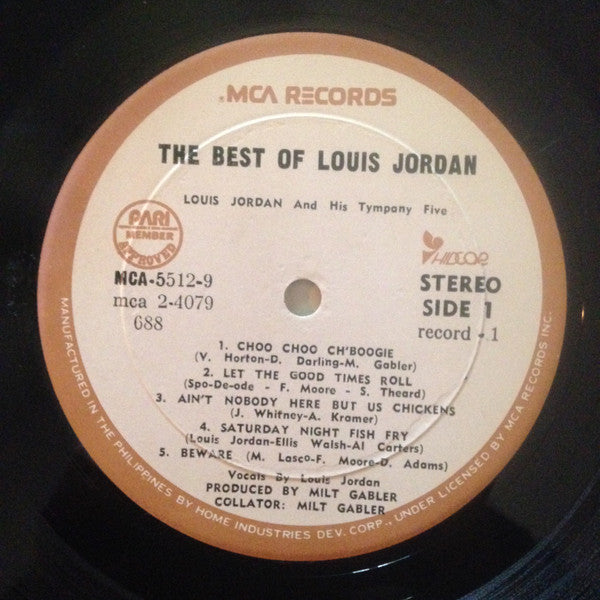 MCA RECORDS
THE BEST OF LOUIS JORDAN
LOUIS JORDAN And His Tympany Five
PARI
MEMBER
APPROVED
MCA-5512-9
mca 2-4079
688
STEREO
SIDE 1
record - 1
1. CHOO CHOO CH'BOOGIE
(V. Horton-D. Darling-M. Gabler)
2. LET THE GOOD TIMES ROLL
(Spo-De-ode - F. Moore - S. Theard)
3. AIN'T NOBODY HERE BUT US CHICKENS
(J. Whitney-A. Kramer)
4. SATURDAY NIGHT FISH FRY
(Louis Jordan-Ellis Walsh-Al Carters)
5. BEWARE (M. Lasco-F. Moore-D. Adams)
Vocals By Louis Jordan
PRODUCED BY MILT GABLER
COLLATOR: MILT GABLER
MANUFACTURED IN THE PHILIPPINES BY HOME INDUSTRIES DEV. CORP., UNDER LICENSED BY MCA RECORDS INC.